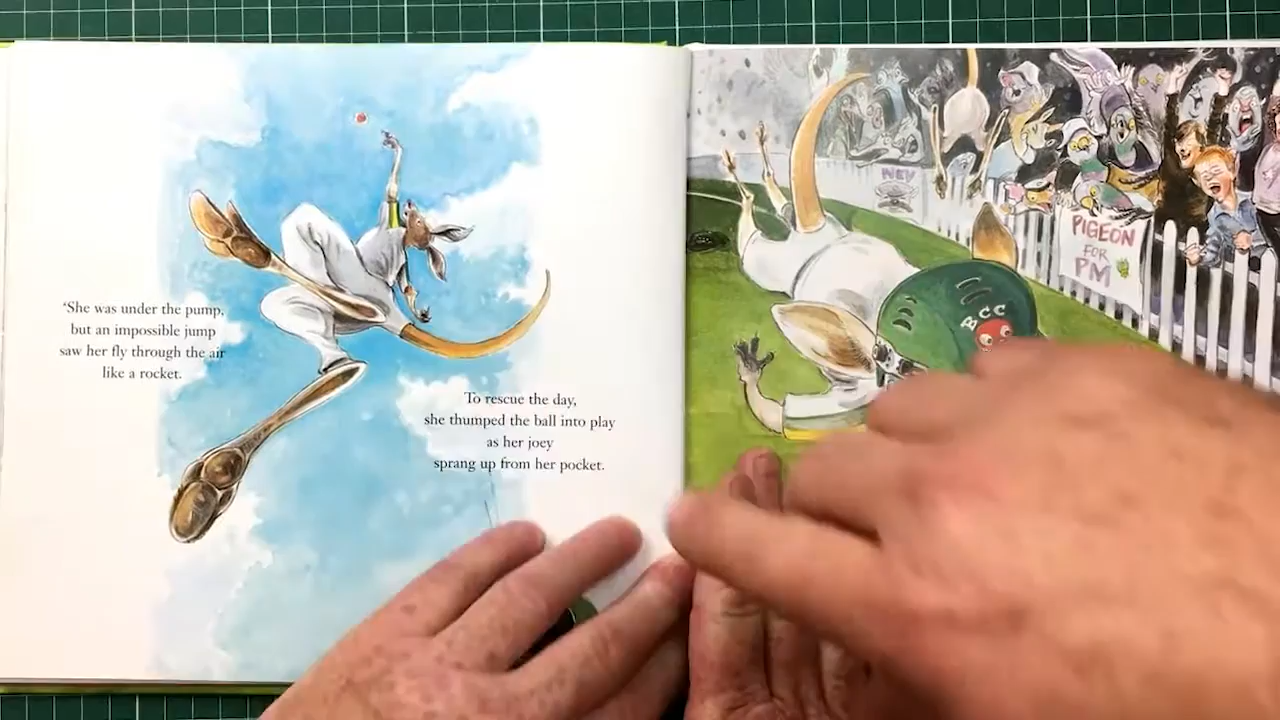 ‘She was under the pump,
but an impossible jump
saw her fly through the air
like a rocket.
To rescue the day,
she thumped the ball into play
as her joey
sprang up from her pocket.
BCC
PIGEON
FOR
PM